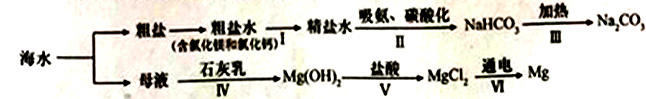 粗盐 → 粗盐水 I 精盐水 吸氨、碳酸化 II NaHCO₃ 加热 III Na₂CO₃
(含氯化镁和氯化钙)
海水
母液 石灰乳 IV Mg(OH)₂ 盐酸 V MgCl₂ 通电 VI Mg